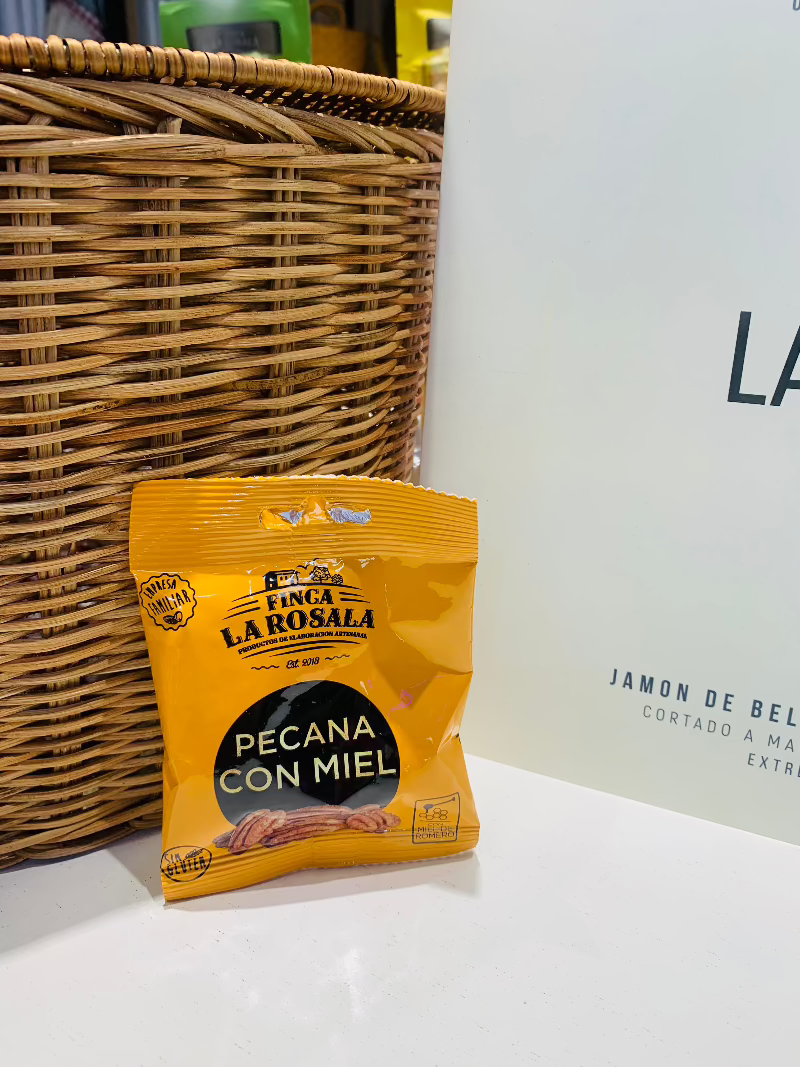 EMPRESA
FAMILIAR
FINCA
LA ROSALA
PRODUCTOS DE ELABORACIÓN ARTESANAL
Est. 2018
PECANA
CON MIEL
CON
MIEL DE
ROMERO
SIN
GLUTEN
LA
JAMON DE BEL
CORTADO A MA
EXTRE